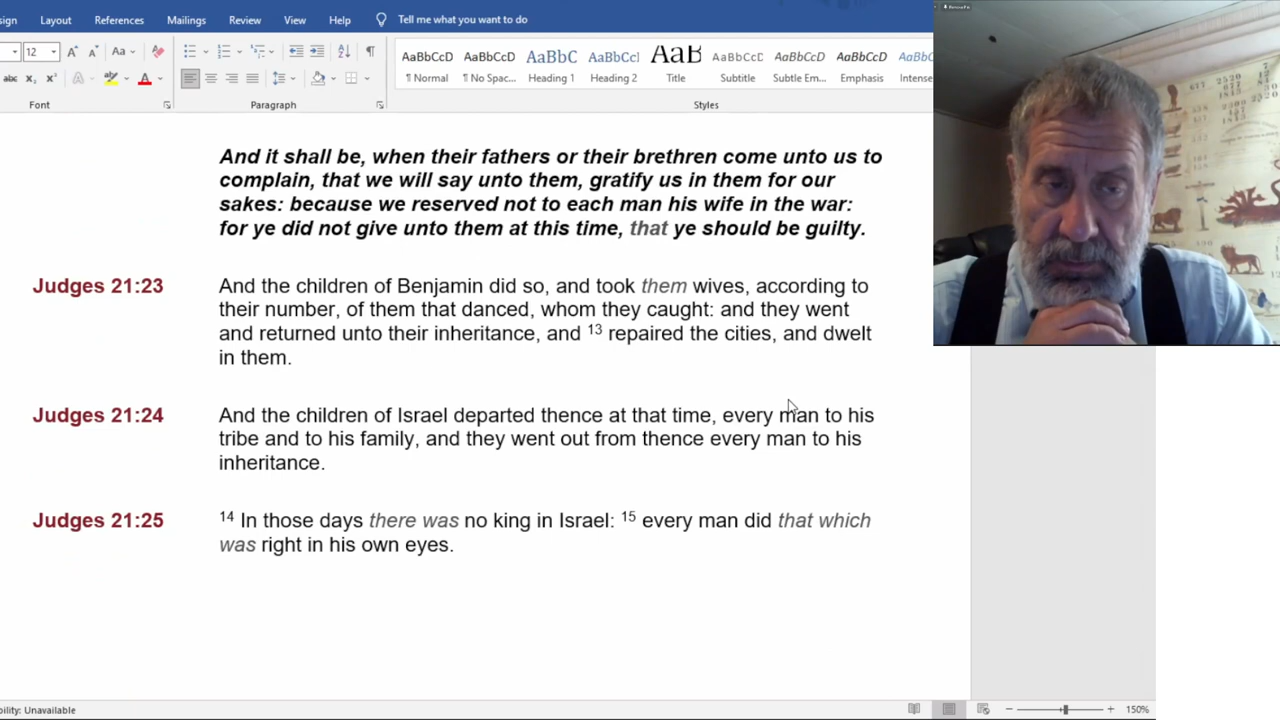 sign Layout References Mailings Review View Help Tell me what you want to do
12 Aa
abc x₂ x² A A
AaBbCcD AaBbCcD AaBbC AaBbCcl AaB AaBbCcD AaBbCcD AaBbCcD AaBbCc
¶ Normal ¶ No Spac... Heading 1 Heading 2 Title Subtitle Subtle Em... Emphasis Intense
Font Paragraph Styles
And it shall be, when their fathers or their brethren come unto us to
complain, that we will say unto them, gratify us in them for our
sakes: because we reserved not to each man his wife in the war:
for ye did not give unto them at this time, that ye should be guilty.
Judges 21:23 And the children of Benjamin did so, and took them wives, according to
their number, of them that danced, whom they caught: and they went
and returned unto their inheritance, and 13 repaired the cities, and dwelt
in them.
Judges 21:24 And the children of Israel departed thence at that time, every man to his
tribe and to his family, and they went out from thence every man to his
inheritance.
Judges 21:25 14 In those days there was no king in Israel: 15 every man did that which
was right in his own eyes.
bility: Unavailable 150%
677 2520
2520